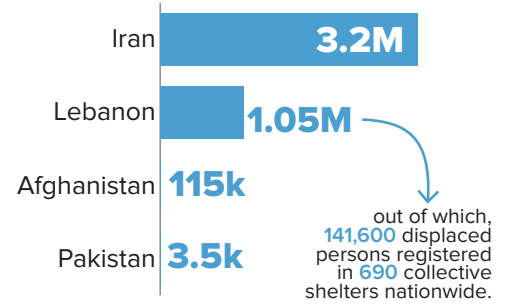 Iran 3.2M
Lebanon 1.05M
Afghanistan 115k
Pakistan 3.5k
out of which,
141,600 displaced
persons registered
in 690 collective
shelters nationwide.